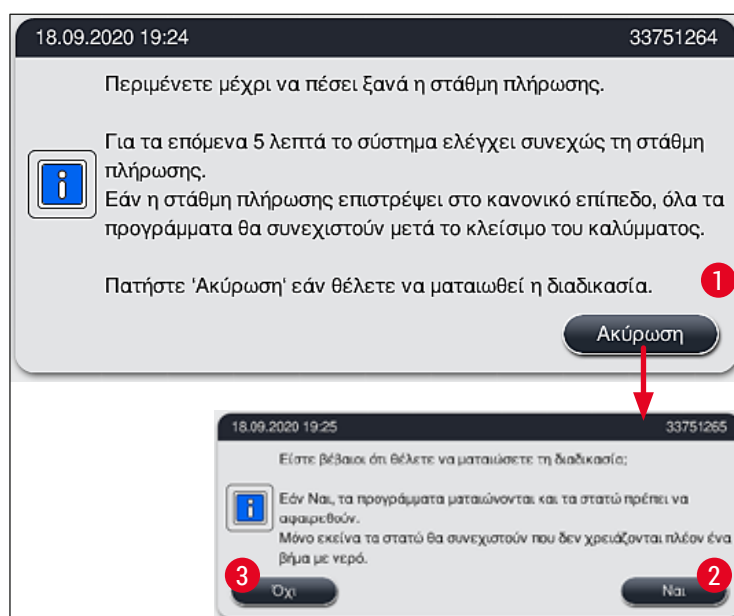 18.09.2020 19:24 33751264
Περιμένετε μέχρι να πέσει ξανά η στάθμη πλήρωσης.
Για τα επόμενα 5 λεπτά το σύστημα ελέγχει συνεχώς τη στάθμη
πλήρωσης.
Εάν η στάθμη πλήρωσης επιστρέψει στο κανονικό επίπεδο, όλα τα
προγράμματα θα συνεχιστούν μετά το κλείσιμο του καλύμματος.
Πατήστε 'Ακύρωση' εάν θέλετε να ματαιωθεί η διαδικασία.
1
Ακύρωση
18.09.2020 19:25 33751265
Είστε βέβαιοι ότι θέλετε να ματαιώσετε τη διαδικασία;
Εάν Ναι, τα προγράμματα ματαιώνονται και τα στατώ πρέπει να
αφαιρεθούν.
Μόνο εκείνα τα στατώ θα συνεχιστούν που δεν χρειάζονται πλέον ένα
βήμα με νερό.
3 2
Όχι Ναι